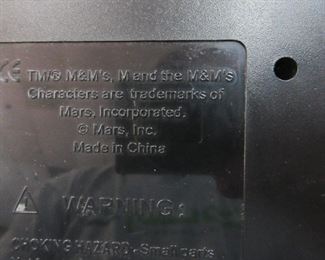 CE TM/® M&M's, M and the M&M's
Characters are trademarks of
Mars, Incorporated.
© Mars, Inc.
Made in China
WARNING:
CHOKING HAZARD - Small parts